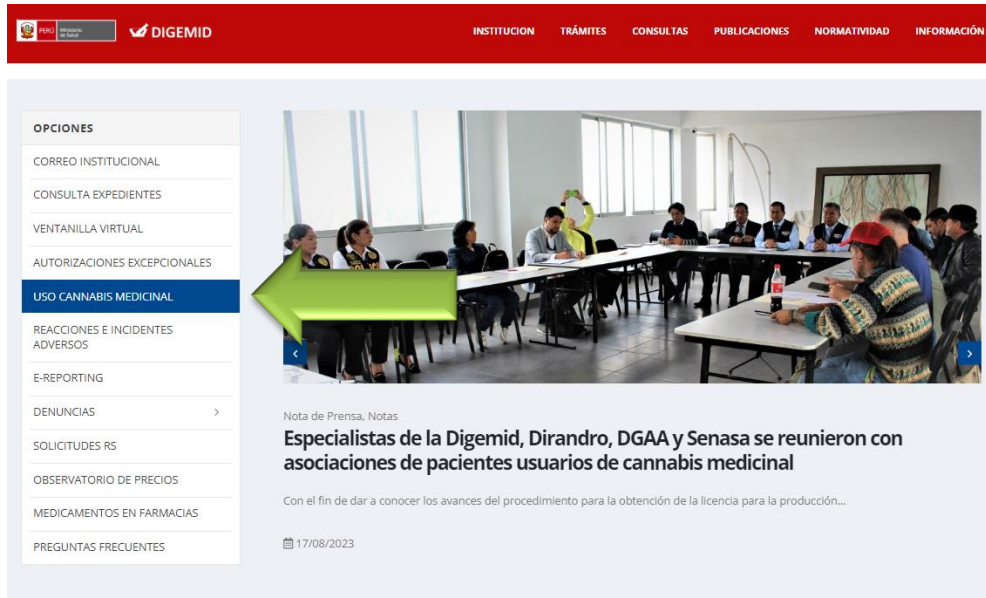 PERÚ Ministerio de Salud DIGEMID INSTITUCION TRÁMITES CONSULTAS PUBLICACIONES NORMATIVIDAD INFORMACIÓN
OPCIONES
CORREO INSTITUCIONAL
CONSULTA EXPEDIENTES
VENTANILLA VIRTUAL
AUTORIZACIONES EXCEPCIONALES
USO CANNABIS MEDICINAL
REACCIONES E INCIDENTES
ADVERSOS
E-REPORTING
DENUNCIAS
SOLICITUDES RS
OBSERVATORIO DE PRECIOS
MEDICAMENTOS EN FARMACIAS
PREGUNTAS FRECUENTES
Nota de Prensa, Notas
Especialistas de la Digemid, Dirandro, DGAA y Senasa se reunieron con
asociaciones de pacientes usuarios de cannabis medicinal
Con el fin de dar a conocer los avances del procedimiento para la obtención de la licencia para la producción...
17/08/2023